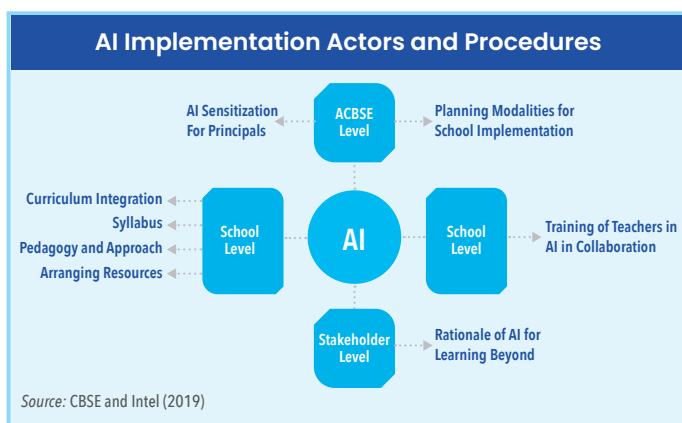 AI Implementation Actors and Procedures
AI Sensitization
For Principals
ACBSE
Level
Planning Modalities for
School Implementation
Curriculum Integration
Syllabus
Pedagogy and Approach
Arranging Resources
School
Level
AI
School
Level
Training of Teachers in
AI in Collaboration
Stakeholder
Level
Rationale of AI for
Learning Beyond
Source: CBSE and Intel (2019)